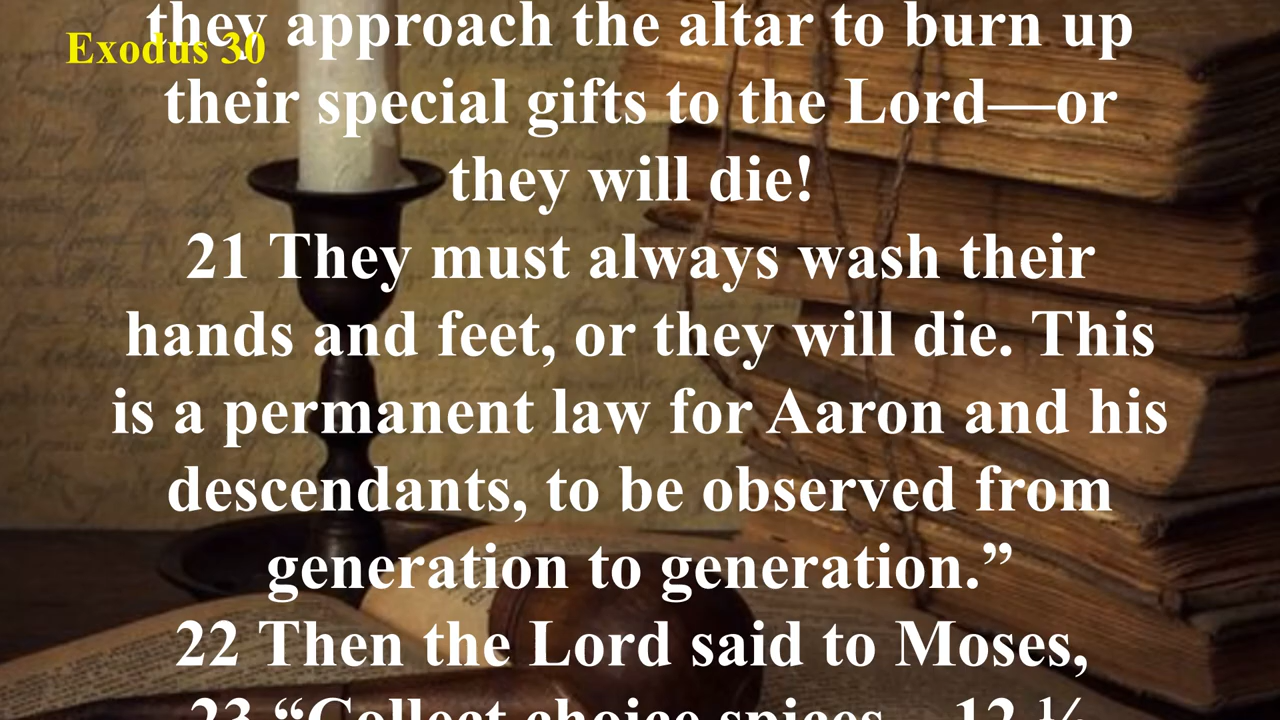 they approach the altar to burn up
Exodus 30
their special gifts to the Lord—or
they will die!
21 They must always wash their
hands and feet, or they will die. This
is a permanent law for Aaron and his
descendants, to be observed from
generation to generation.”
22 Then the Lord said to Moses,
23 “Collect choice spices—12 ½